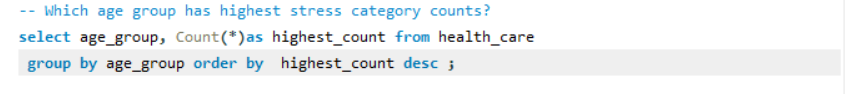 -- Which age group has highest stress category counts?
select age_group, Count(*)as highest_count from health_care
group by age_group order by  highest_count desc ;